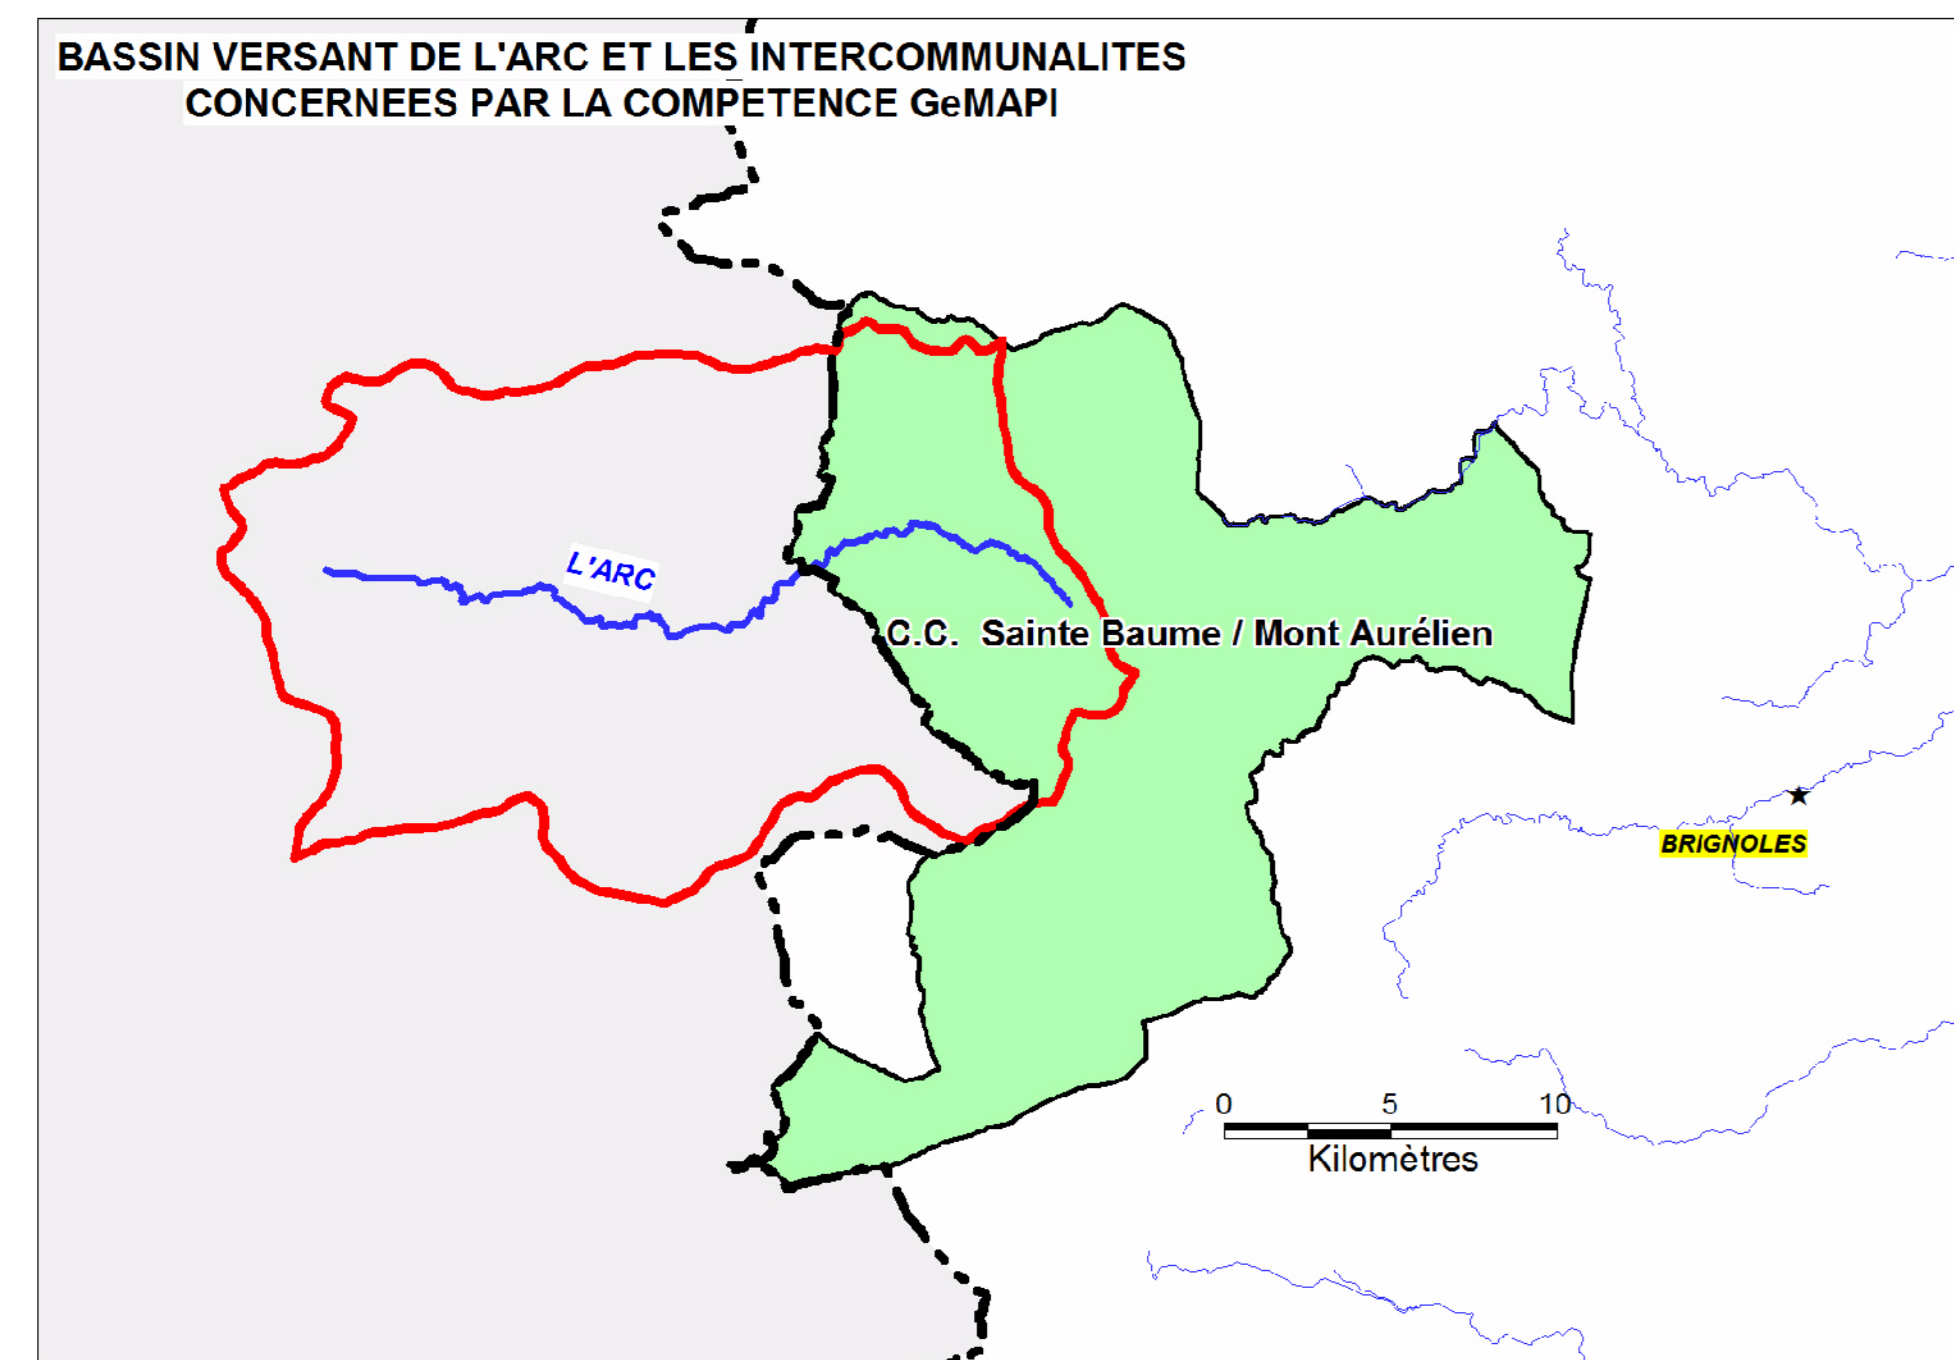 BASSIN VERSANT DE L'ARC ET LES INTERCOMMUNALITES
CONCERNEES PAR LA COMPETENCE GeMAPI
L'ARC
C.C. Sainte Baume / Mont Aurélien
BRIGNOLES
0 5 10
Kilomètres